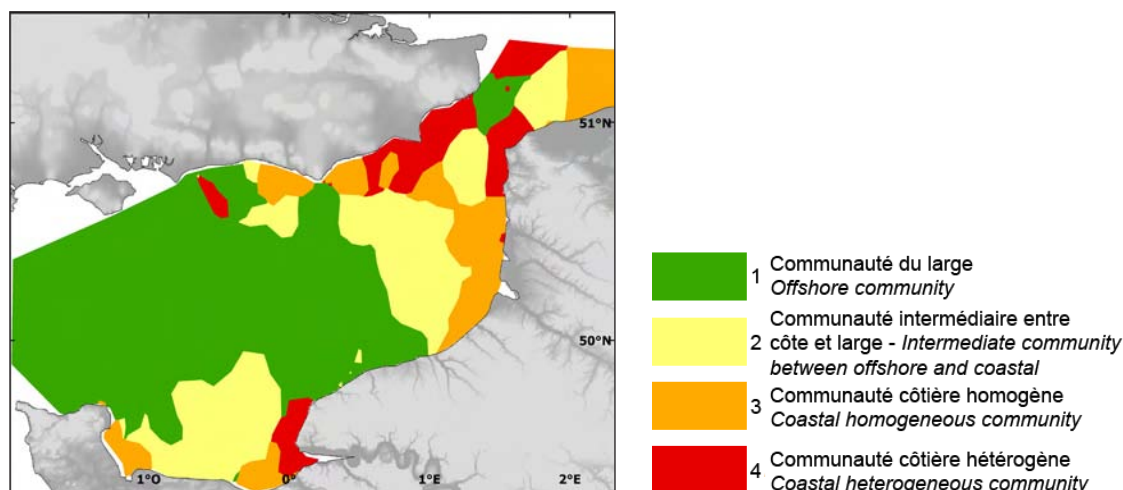 51°N
50°N
1°O
0°
1°E
2°E
1 Communauté du large
Offshore community
Communauté intermédiaire entre
2 côte et large - Intermediate community
between offshore and coastal
3 Communauté côtière homogène
Coastal homogeneous community
4 Communauté côtière hétérogène
Coastal heterogeneous community